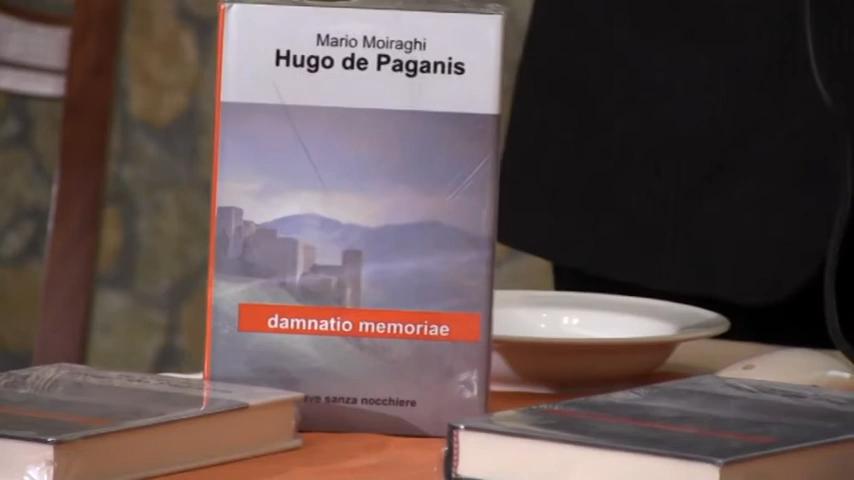 Mario Moiraghi
Hugo de Paganis
damnatio memoriae
sanza nocchiere